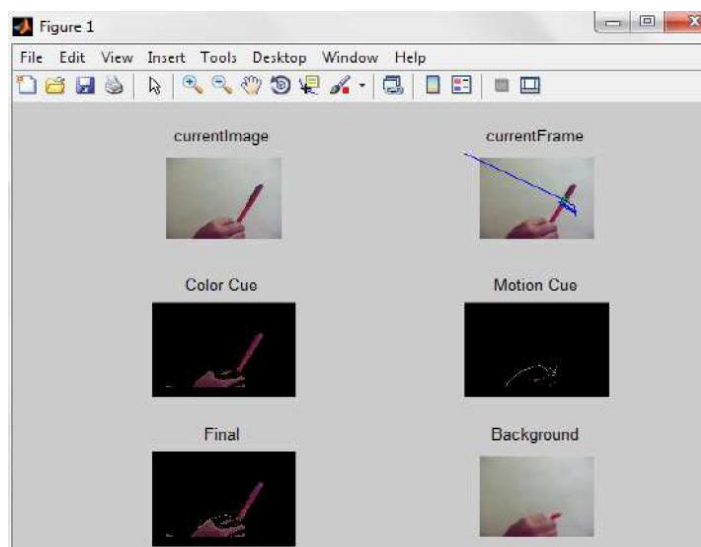 Figure 1
File Edit View Insert Tools Desktop Window Help
currentImage currentFrame
Color Cue Motion Cue
Final Background